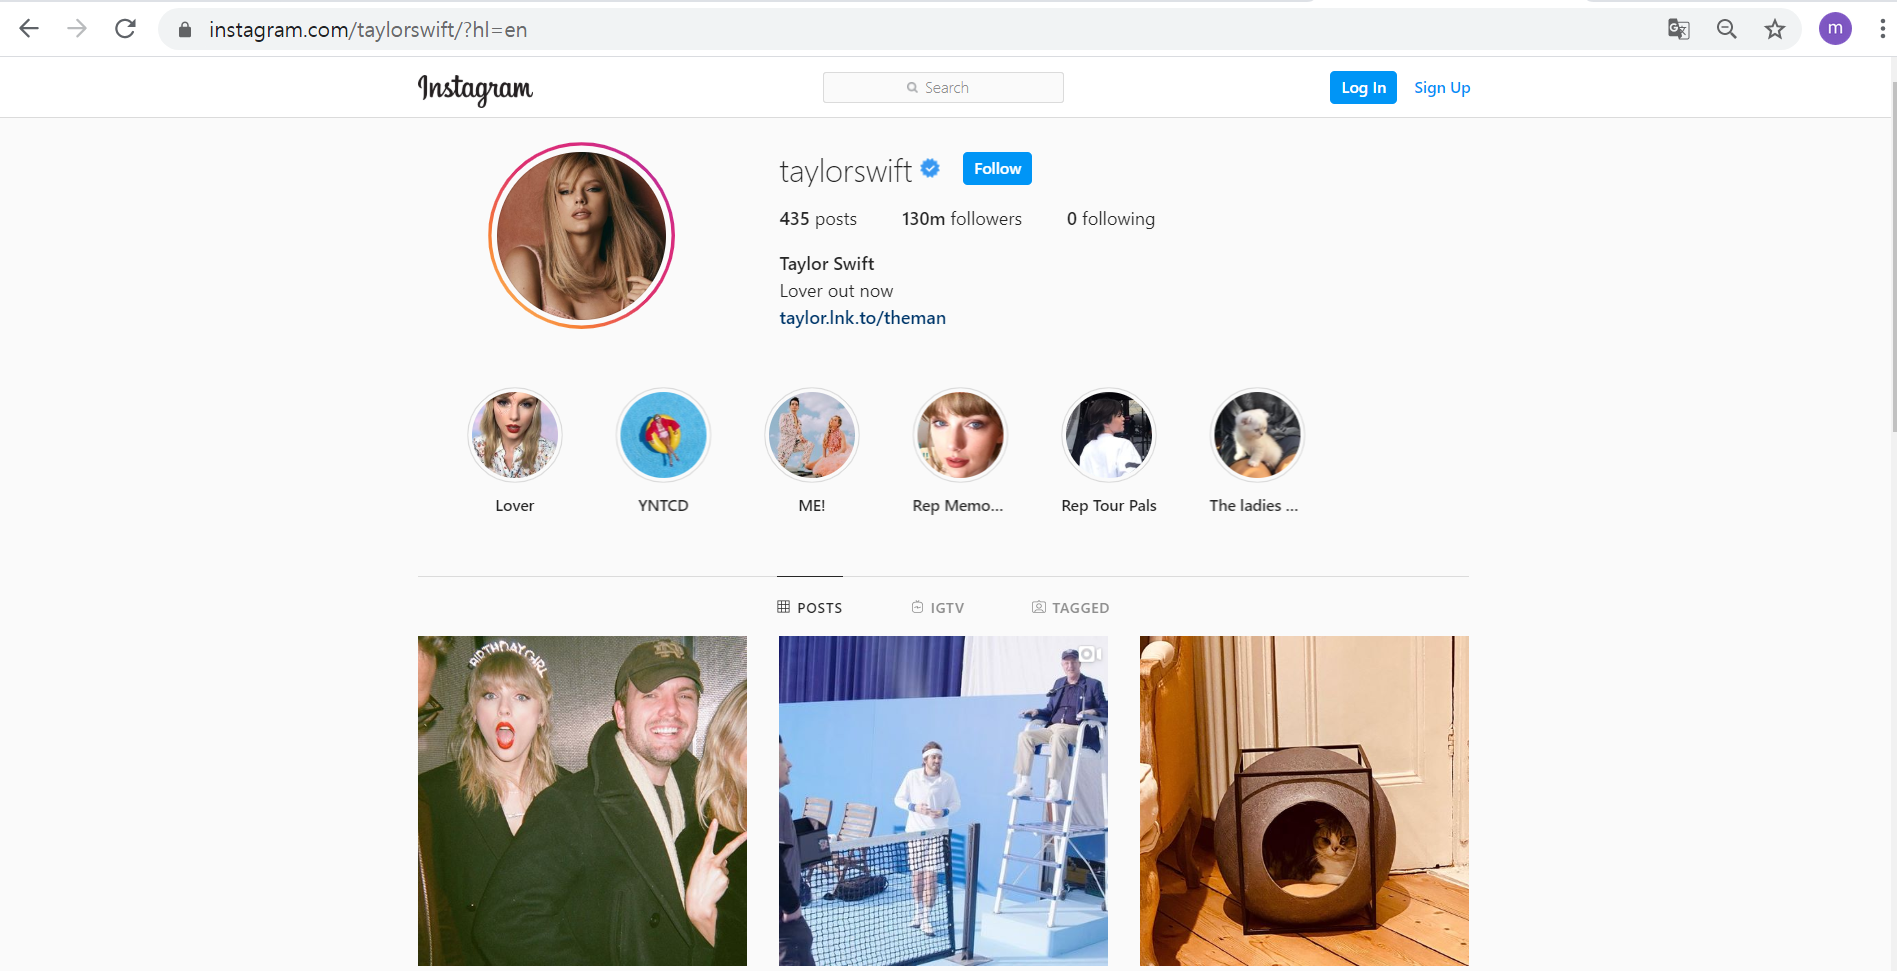 instagram.com/taylorswift/?hl=en
m
Instagram
Search
Log In
Sign Up
taylorswift
Follow
435 posts 130m followers 0 following
Taylor Swift
Lover out now
taylor.lnk.to/theman
Lover
YNTCD
ME!
Rep Memo...
Rep Tour Pals
The ladies ...
POSTS
IGTV
TAGGED
BIRTHDAY GIRL